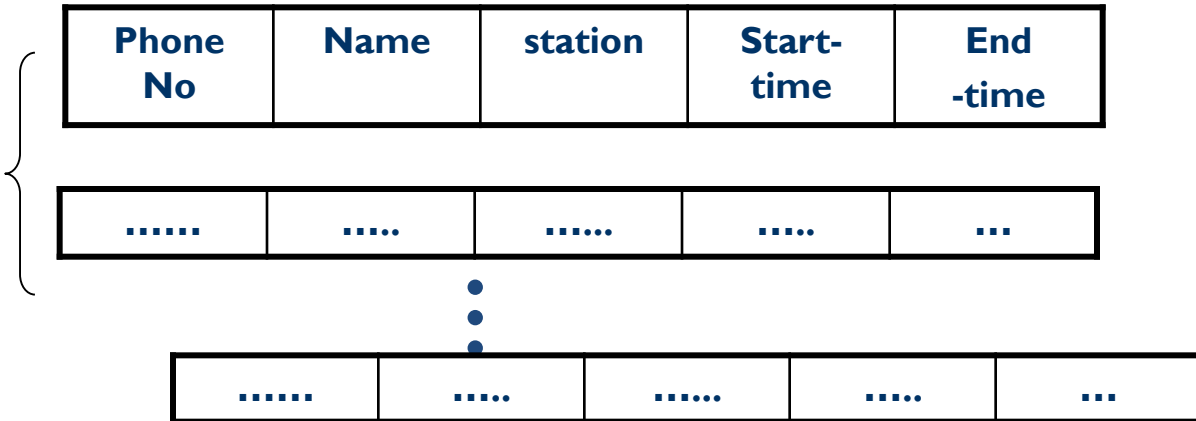 Phone No Name station Start-time End -time
…… ….. …… ….. …
…… ….. …… ….. …